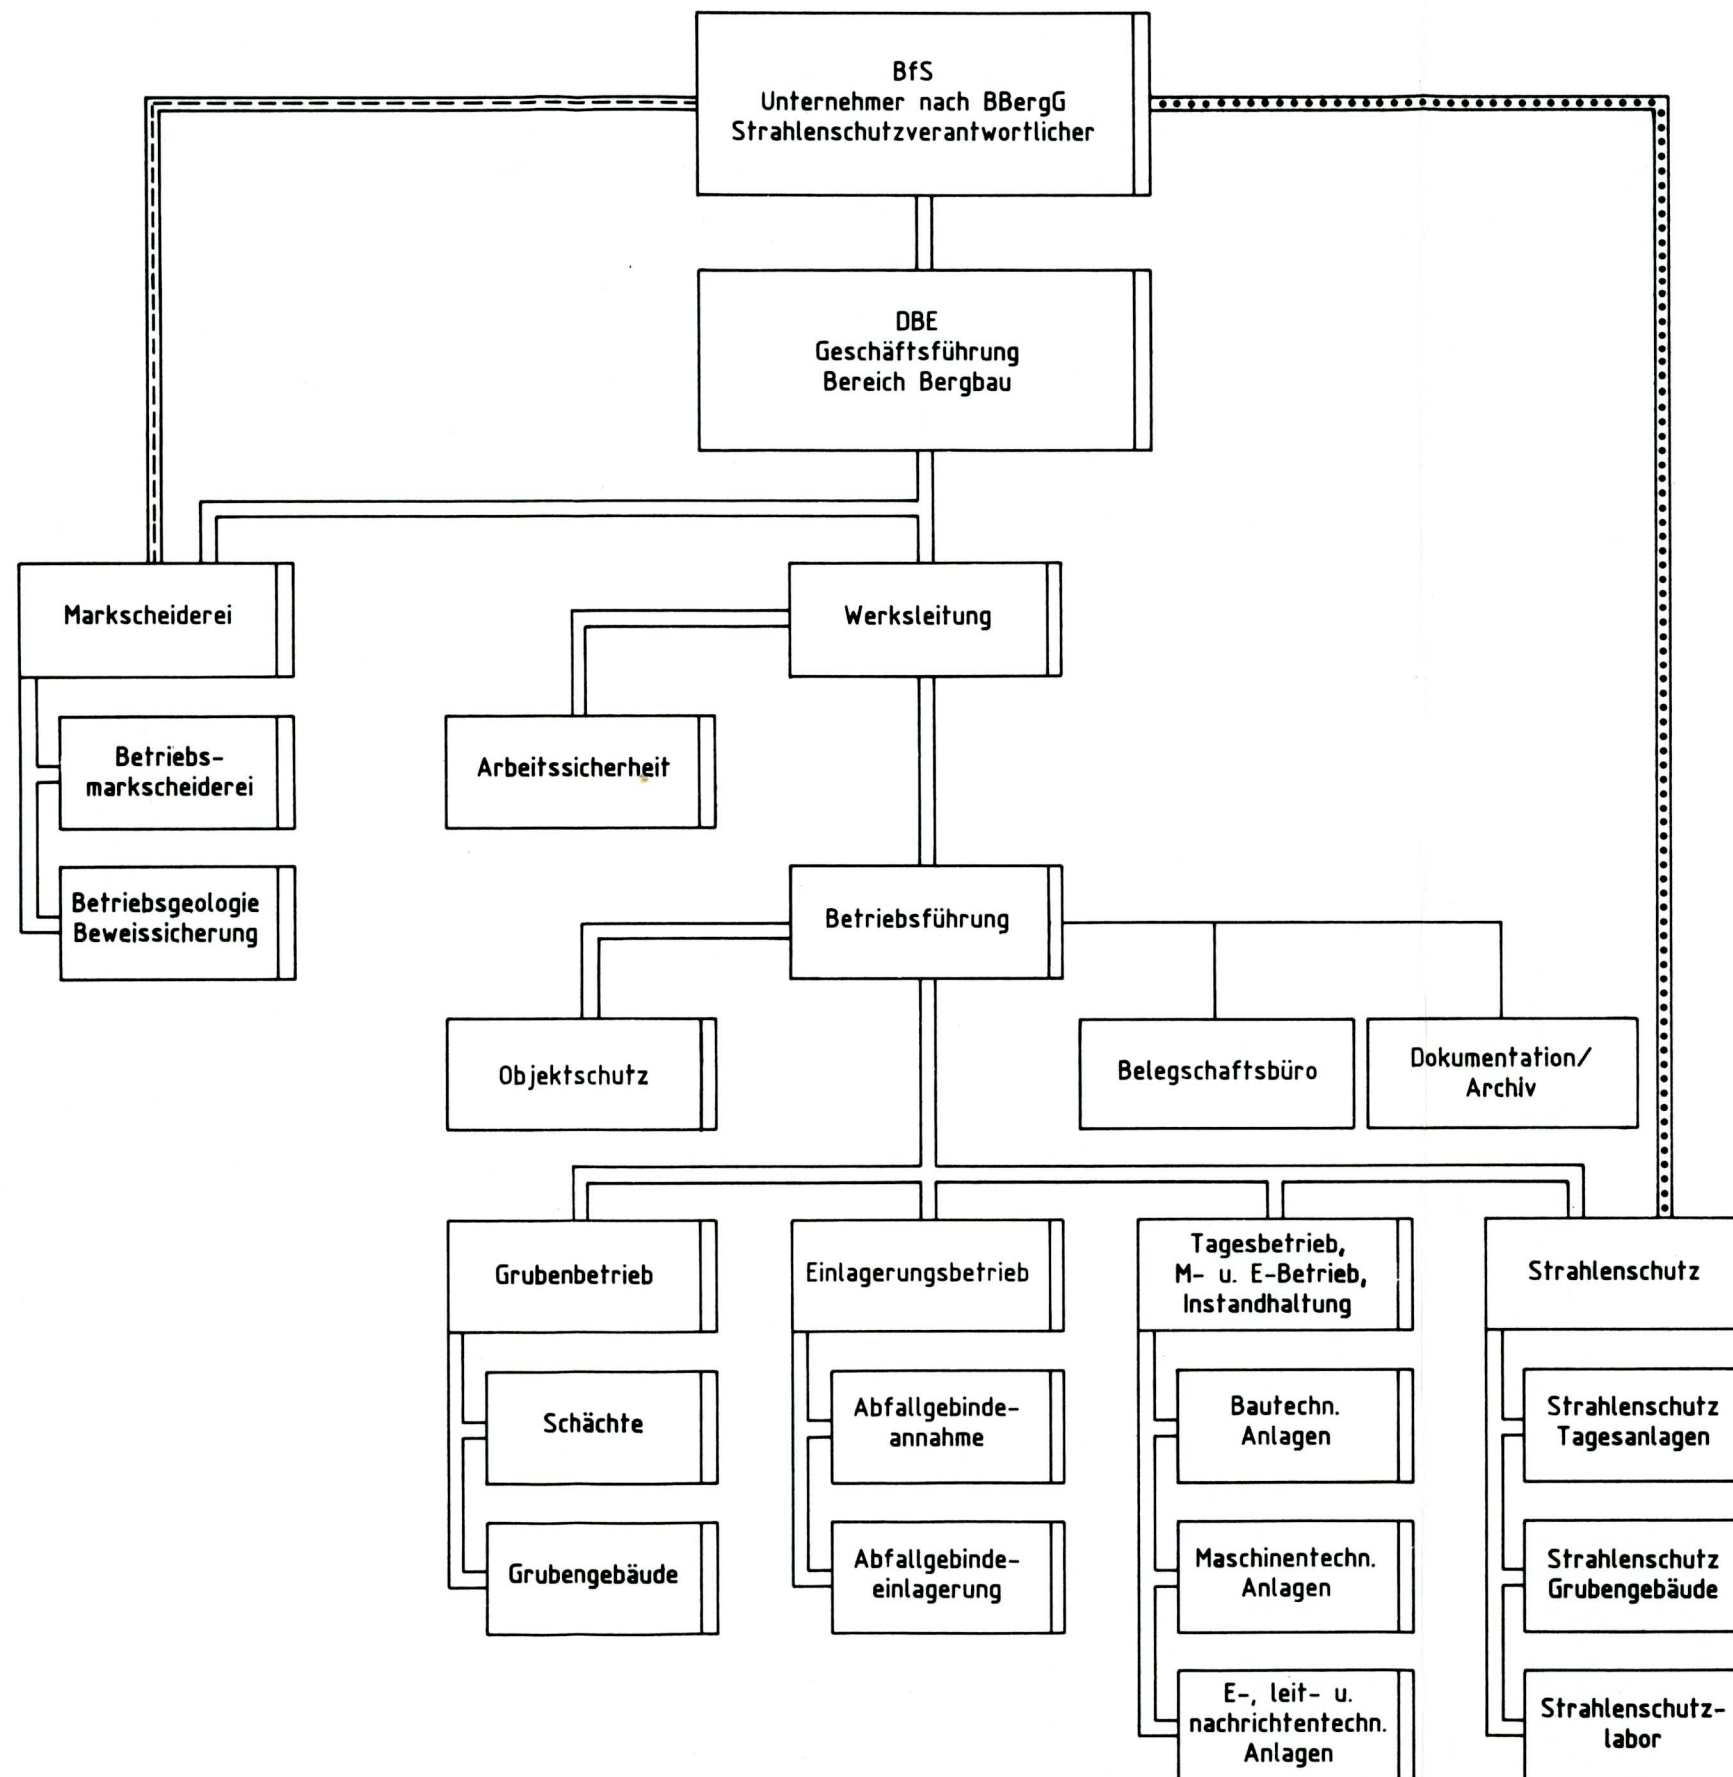 BfS
Unternehmer nach BBergG
Strahlenschutzverantwortlicher
DBE
Geschäftsführung
Bereich Bergbau
Markscheiderei
Werksleitung
Betriebs-
markscheiderei
Arbeitssicherheit
Betriebsgeologie
Beweissicherung
Betriebsführung
Objektschutz
Belegschaftsbüro
Dokumentation/
Archiv
Grubenbetrieb
Einlagerungsbetrieb
Tagesbetrieb,
M- u. E-Betrieb,
Instandhaltung
Strahlenschutz
Schächte
Abfallgebinde-
annahme
Bautechn.
Anlagen
Strahlenschutz
Tagesanlagen
Grubengebäude
Abfallgebinde-
einlagerung
Maschinentechn.
Anlagen
Strahlenschutz
Grubengebäude
E-, leit- u.
nachrichtentechn.
Anlagen
Strahlenschutz-
labor